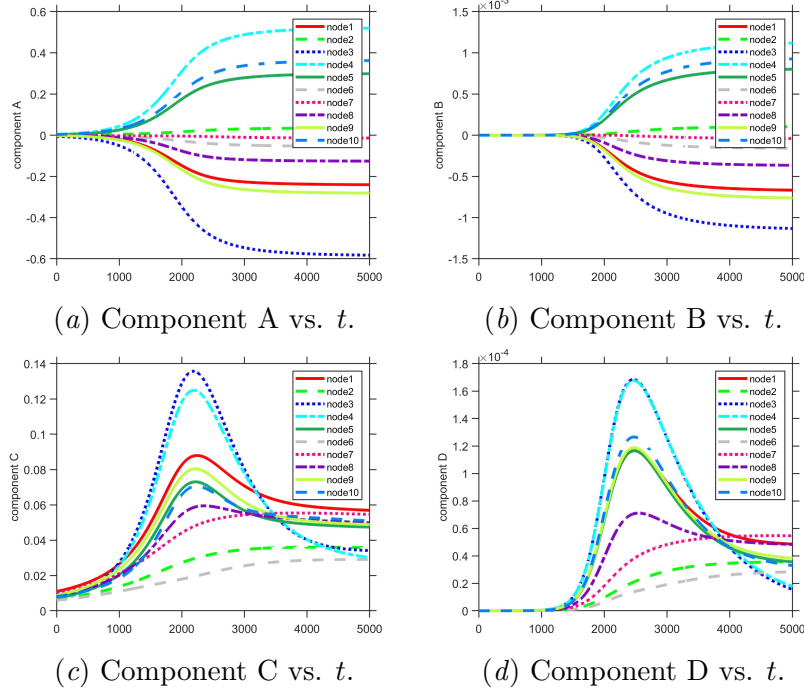 0.6
0.4
0.2
0
-0.2
-0.4
-0.6
component A
0 1000 2000 3000 4000 5000
node1
node2
node3
node4
node5
node6
node7
node8
node9
node10
(a) Component A vs. t.
×10⁻³
1.5
1
0.5
0
-0.5
-1
-1.5
component B
0 1000 2000 3000 4000 5000
node1
node2
node3
node4
node5
node6
node7
node8
node9
node10
(b) Component B vs. t.
0.14
0.12
0.1
0.08
0.06
0.04
0.02
0
component C
0 1000 2000 3000 4000 5000
node1
node2
node3
node4
node5
node6
node7
node8
node9
node10
(c) Component C vs. t.
×10⁻⁴
1.8
1.6
1.4
1.2
1
0.8
0.6
0.4
0.2
0
component D
0 1000 2000 3000 4000 5000
node1
node2
node3
node4
node5
node6
node7
node8
node9
node10
(d) Component D vs. t.